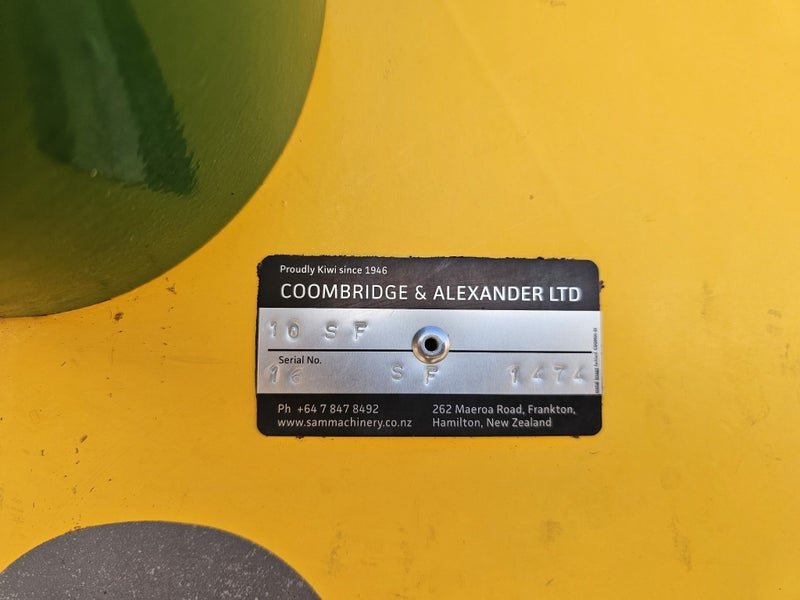 Proudly Kiwi since 1946
COOMBRIDGE & ALEXANDER LTD
10 SF
Serial No.
16 SF 1474
Ph +64 7 847 8492
www.sammachinery.co.nz
262 Maeroa Road, Frankton,
Hamilton, New Zealand